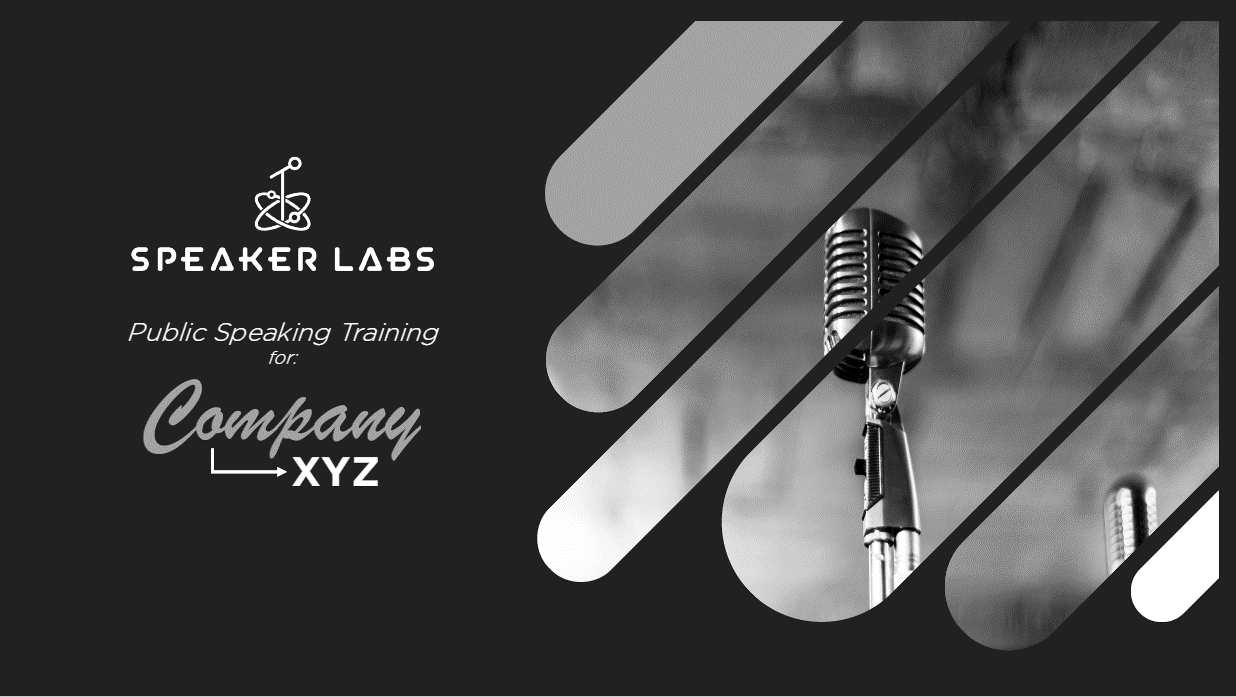 SPEAKER LABS
Public Speaking Training
for:
Company
XYZ